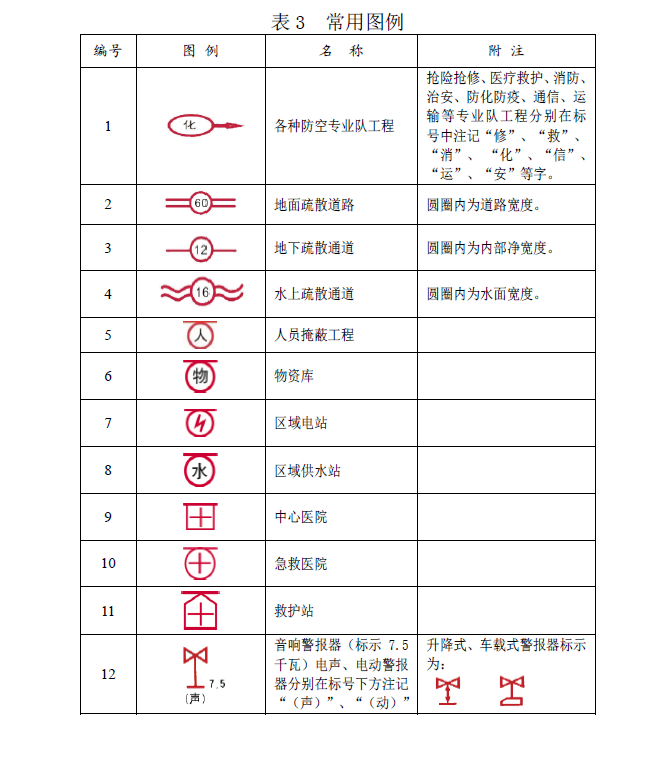 表 3 常用图例
编号 图 例 名 称 附 注
1 化 各种防空专业队工程
抢险抢修、医疗救护、消防、
治安、防化防疫、通信、运
输等专业队工程分别在标
号中注记“修”、“救”、
“消”、 “化”、“信”、
“运”、“安”等字。
2 60 地面疏散道路 圆圈内为道路宽度。
3 12 地下疏散通道 圆圈内为内部净宽度。
4 16 水上疏散通道 圆圈内为水面宽度。
5 人 人员掩蔽工程
6 物 物资库
7 区域电站
8 水 区域供水站
9 中心医院
10 急救医院
11 救护站
12 7.5
(声)
音响警报器（标示 7.5
千瓦）电声、电动警报
器分别在标号下方注记
“（声）”、“（动）”
升降式、车载式警报器标示
为：